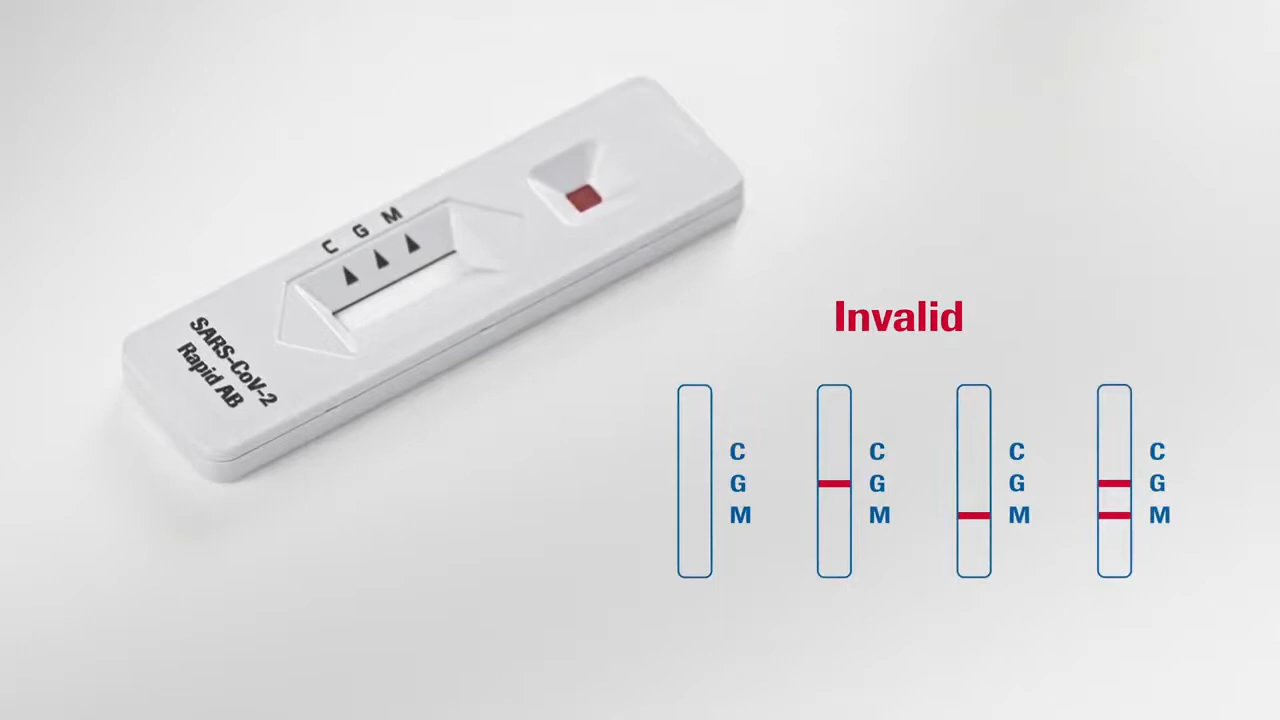 C G M
SARS-CoV-2
Rapid AB
Invalid
C C C C
G G G G
M M M M